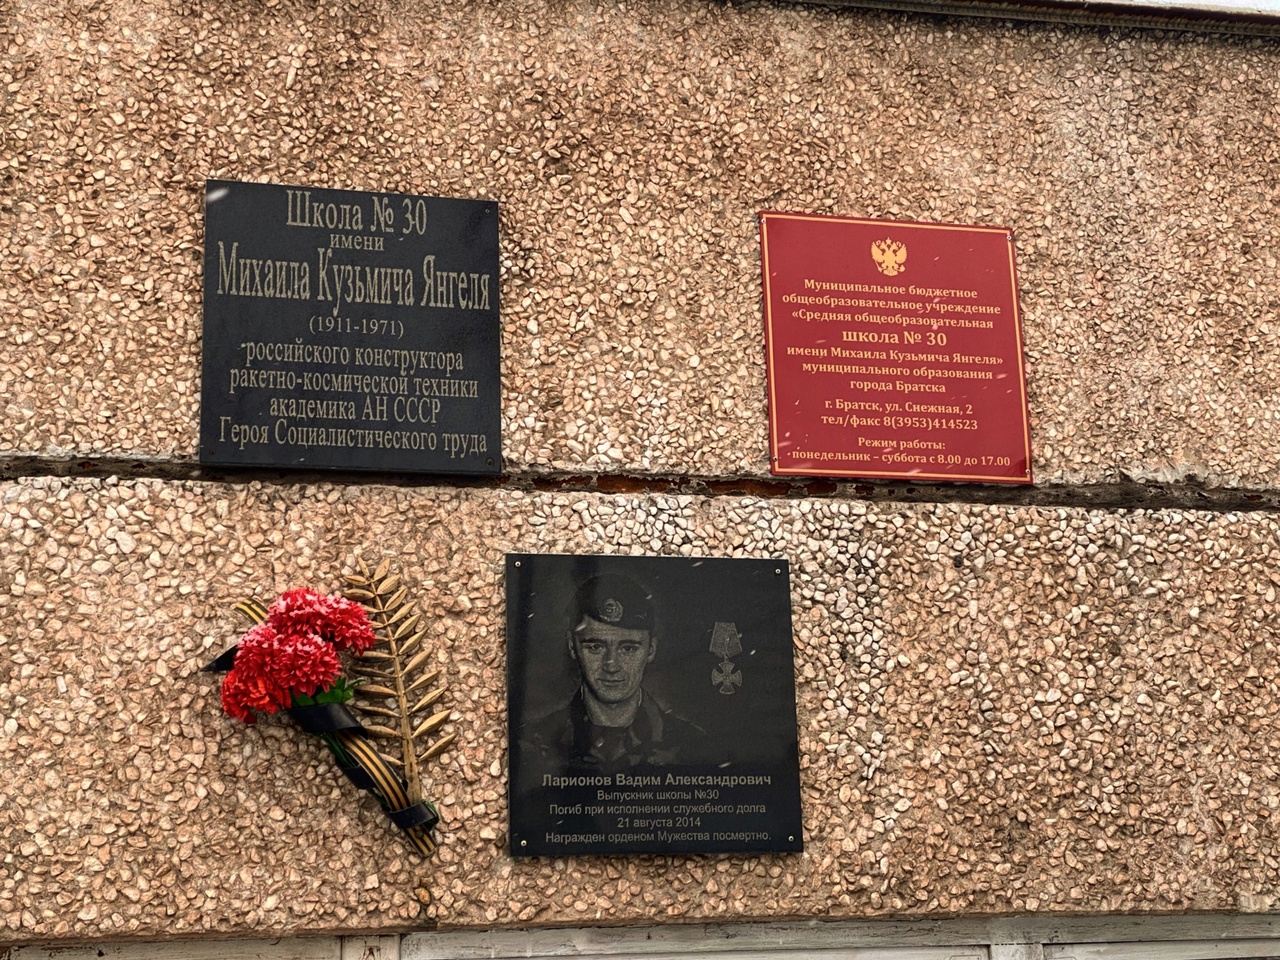 Школа № 30
имени
Михаила Кузьмича Янгеля
(1911-1971)
российского конструктора
ракетно-космической техники
академика АН СССР
Героя Социалистического труда
Муниципальное бюджетное
общеобразовательное учреждение
«Средняя общеобразовательная
школа № 30
имени Михаила Кузьмича Янгеля»
муниципального образования
города Братска
г. Братск, ул. Снежная, 2
тел/факс 8(3953)414523
Режим работы:
понедельник – суббота с 8.00 до 17.00
Ларионов Вадим Александрович
Выпускник школы №30
Погиб при исполнении служебного долга
21 августа 2014
Награжден орденом Мужества посмертно.